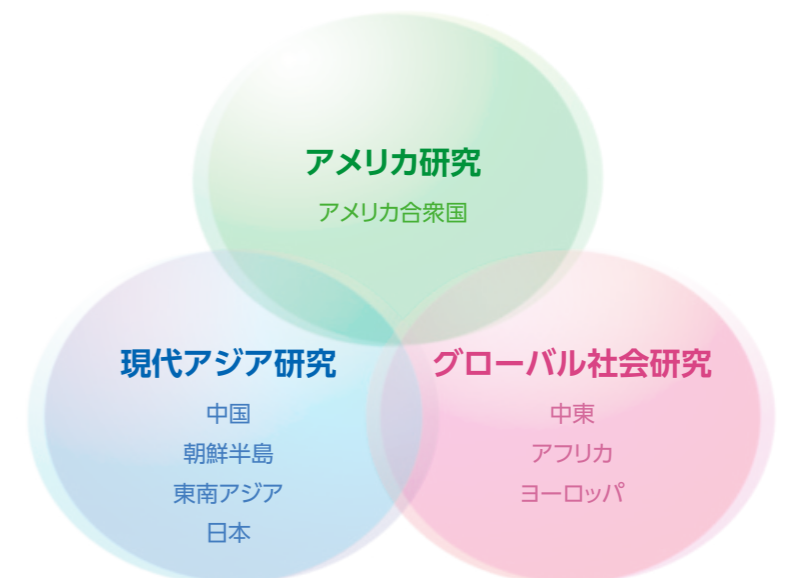 アメリカ研究
アメリカ合衆国
現代アジア研究
中国
朝鮮半島
東南アジア
日本
グローバル社会研究
中東
アフリカ
ヨーロッパ